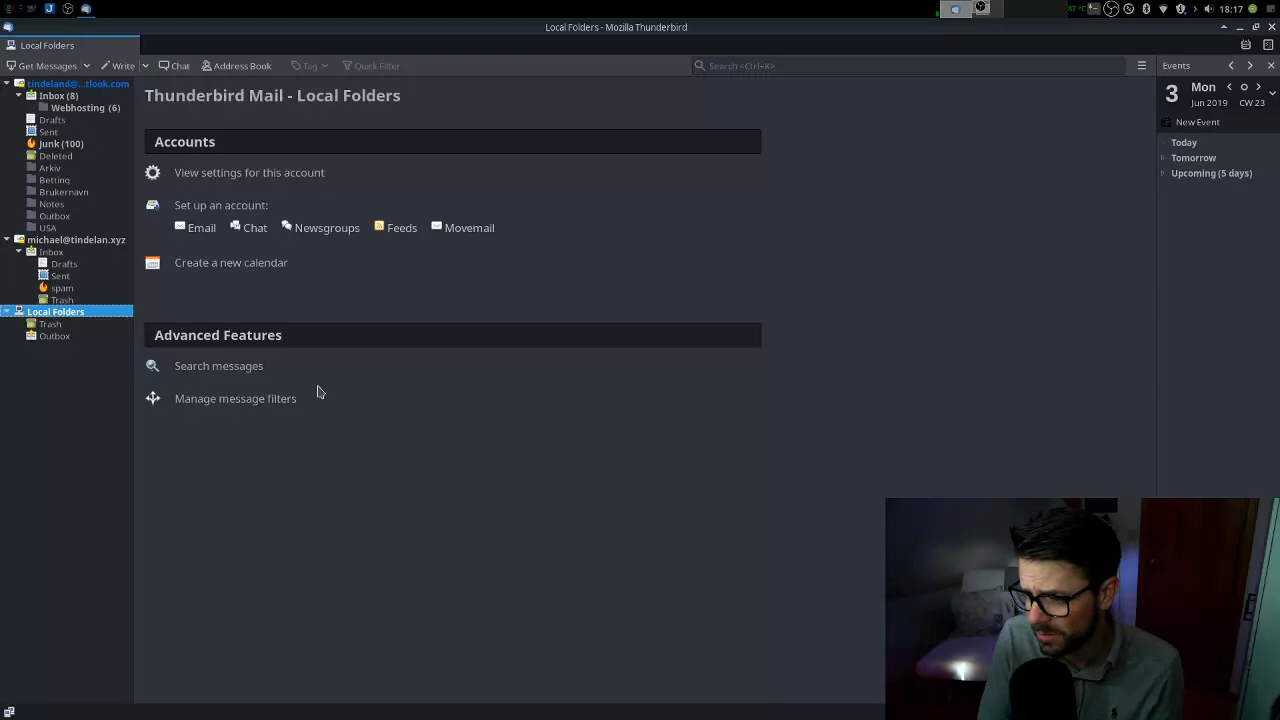 87 °C
18:17
Local Folders - Mozilla Thunderbird
Local Folders
Get Messages
Write
Chat
Address Book
Tag
Quick Filter
Search <Ctrl+K>
Events
tindeland@...tlook.com
Inbox (8)
Webhosting (6)
Drafts
Sent
Junk (100)
Deleted
Arkiv
Betting
Brukernavn
Notes
Outbox
USA
michael@tindelan.xyz
Inbox
Drafts
Sent
spam
Trash
Local Folders
Trash
Outbox
Thunderbird Mail - Local Folders
Accounts
View settings for this account
Set up an account:
Email
Chat
Newsgroups
Feeds
Movemail
Create a new calendar
Advanced Features
Search messages
Manage message filters
3
Mon
Jun 2019
CW 23
New Event
Today
Tomorrow
Upcoming (5 days)